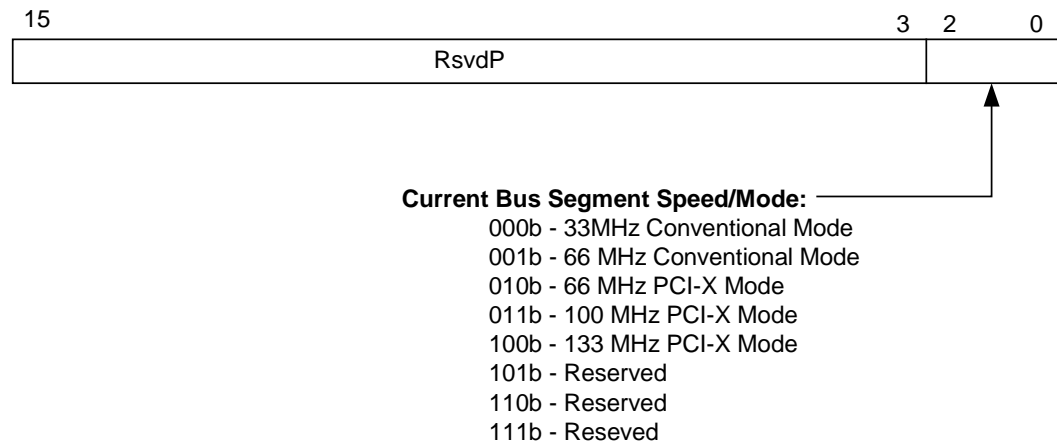 15 3 2 0
RsvdP
Current Bus Segment Speed/Mode:
000b - 33MHz Conventional Mode
001b - 66 MHz Conventional Mode
010b - 66 MHz PCI-X Mode
011b - 100 MHz PCI-X Mode
100b - 133 MHz PCI-X Mode
101b - Reserved
110b - Reserved
111b - Reseved